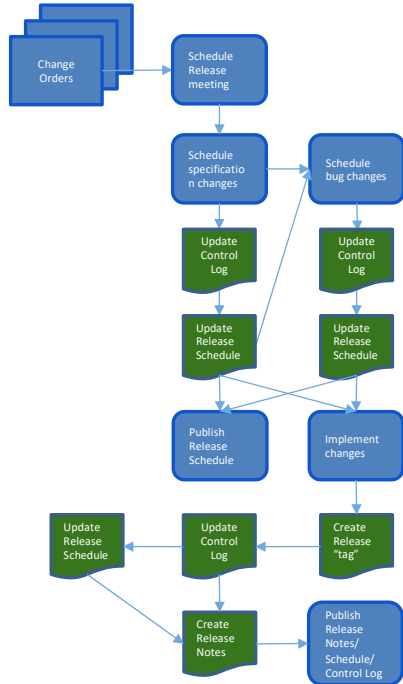 Change
Orders
Schedule
Release
meeting
Schedule
specificatio
n changes
Schedule
bug changes
Update
Control
Log
Update
Control
Log
Update
Release
Schedule
Update
Release
Schedule
Publish
Release
Schedule
Implement
changes
Update
Release
Schedule
Update
Control
Log
Create
Release
“tag”
Create
Release
Notes
Publish
Release
Notes/
Schedule/
Control Log